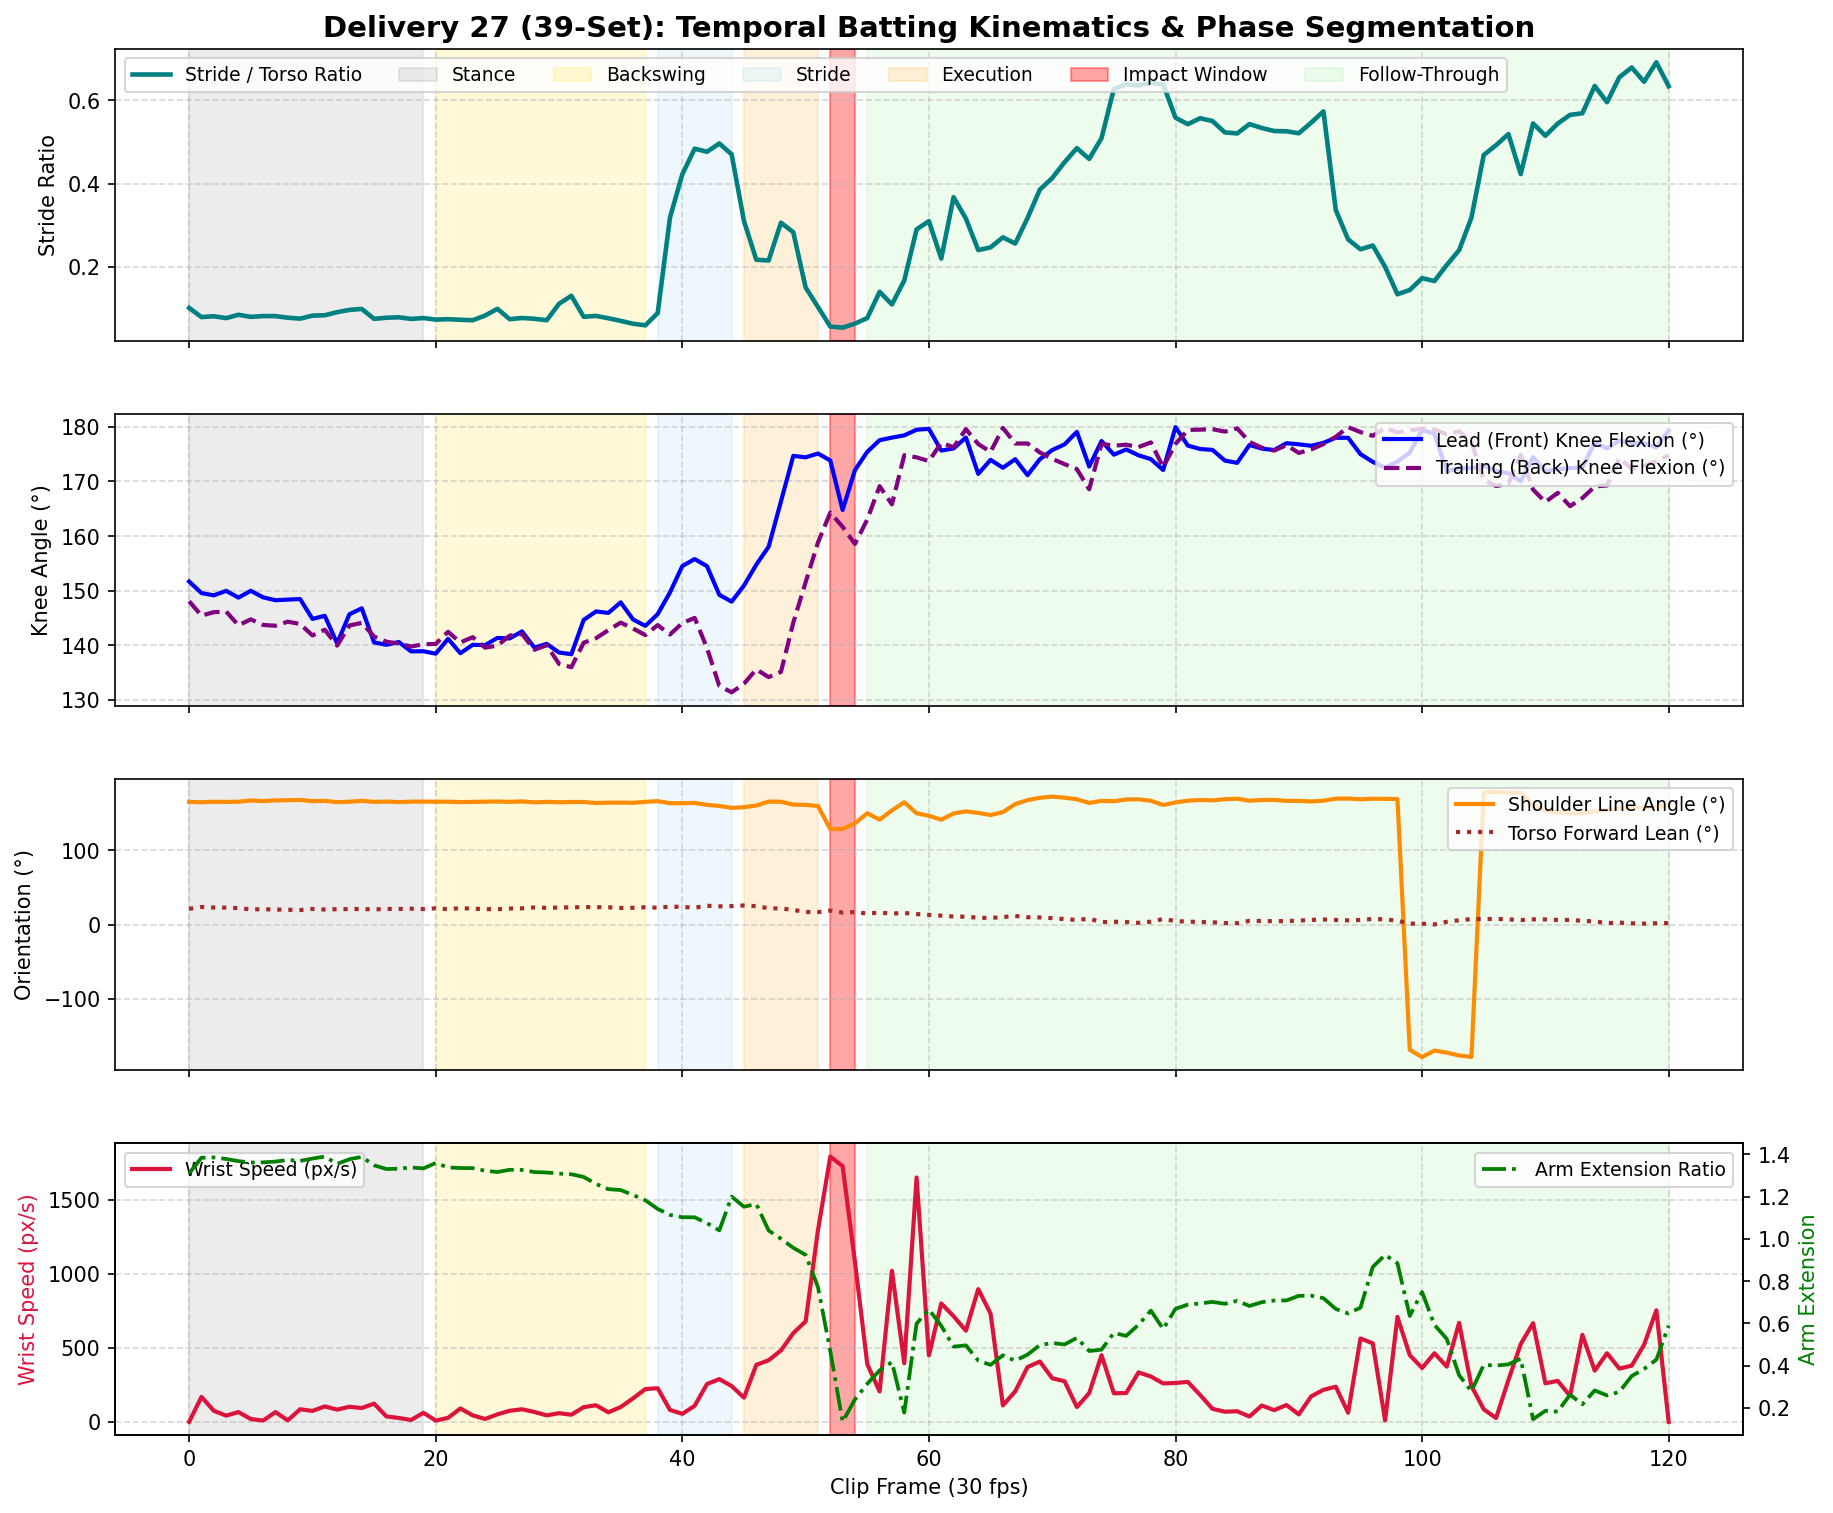 Delivery 27 (39-Set): Temporal Batting Kinematics & Phase Segmentation
Stride / Torso Ratio Stance Backswing Stride Execution Impact Window Follow-Through
Stride Ratio
0.6
0.4
0.2
Lead (Front) Knee Flexion (°)
Trailing (Back) Knee Flexion (°)
Knee Angle (°)
180
170
160
150
140
130
Shoulder Line Angle (°)
Torso Forward Lean (°)
Orientation (°)
100
0
−100
Wrist Speed (px/s)
Arm Extension Ratio
Wrist Speed (px/s)
1500
1000
500
0
1.4
1.2
1.0
0.8
0.6
0.4
0.2
Arm Extension
0 20 40 60 80 100 120
Clip Frame (30 fps)